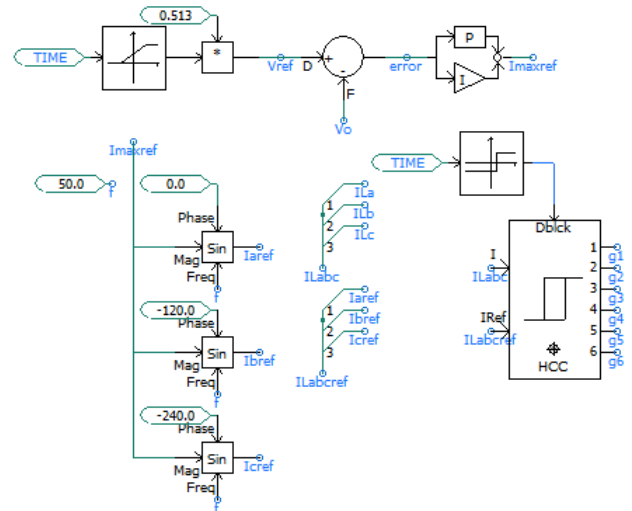 0.513
TIME
*
Vref
D
+
-
F
Vo
error
P
I
Imaxref
Imaxref
50.0
f
0.0
Phase
Mag
Sin
Iaref
Freq
f
-120.0
Phase
Mag
Sin
Ibref
Freq
f
-240.0
Phase
Mag
Sin
Icref
Freq
f
ILa
1
ILb
2
ILc
3
ILabc
Iaref
1
Ibref
2
Icref
3
ILabcref
TIME
Dblck
I
ILabc
IRef
ILabcref
1
g1
2
g2
3
g3
4
g4
5
g5
6
g6
HCC